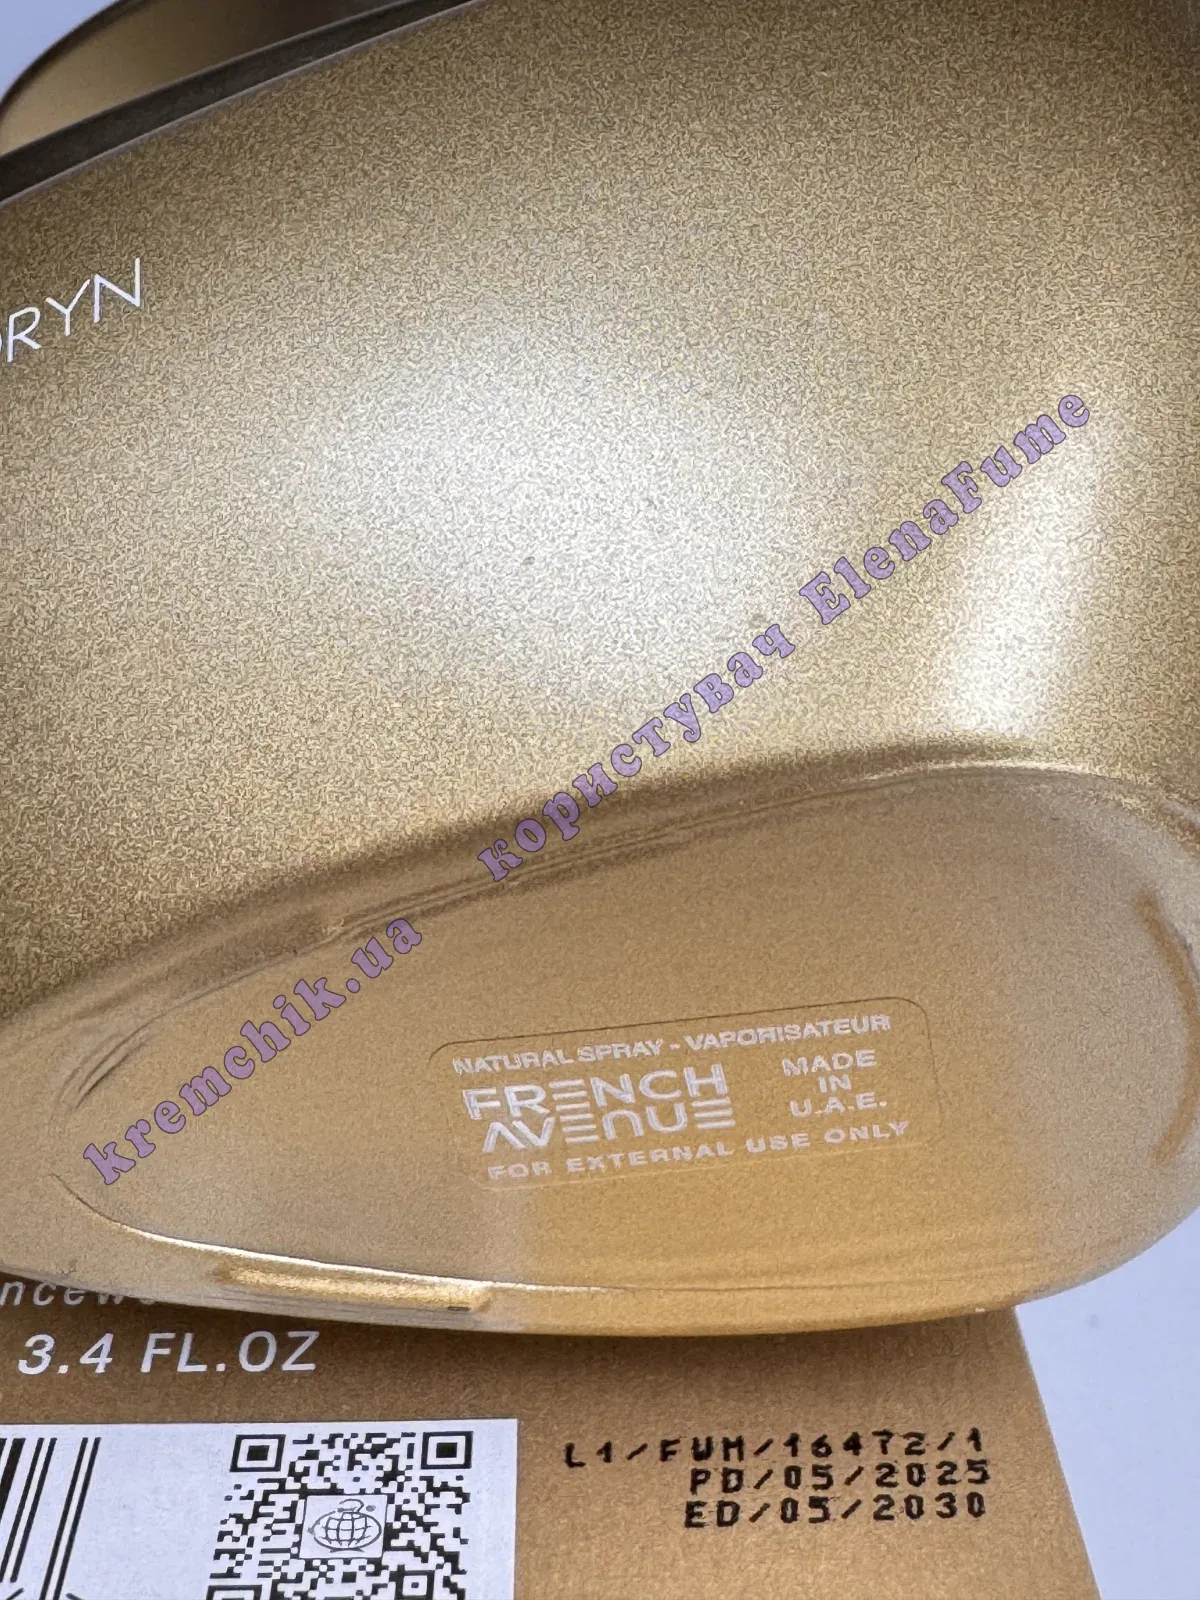 ORYN
kremchik.ua користувач ElenaFume
NATURAL SPRAY - VAPORISATEUR
FRENCH
AVENUE
MADE
IN
U.A.E.
FOR EXTERNAL USE ONLY
3.4 FL.OZ
L1/FUM/16472/1
PD/05/2025
ED/05/2030